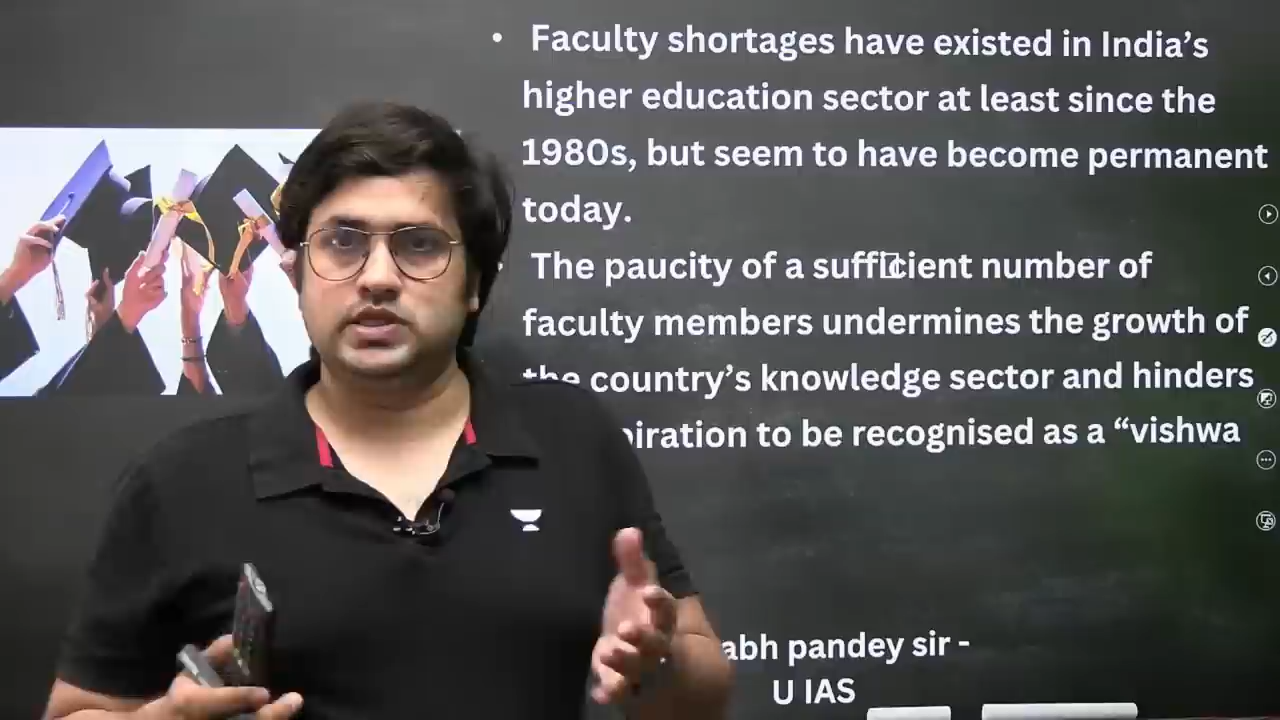 • Faculty shortages have existed in India’s
higher education sector at least since the
1980s, but seem to have become permanent
today.
The paucity of a sufficient number of
faculty members undermines the growth of
the country’s knowledge sector and hinders
to be recognised as a “vishwa
pandey sir -
U IAS